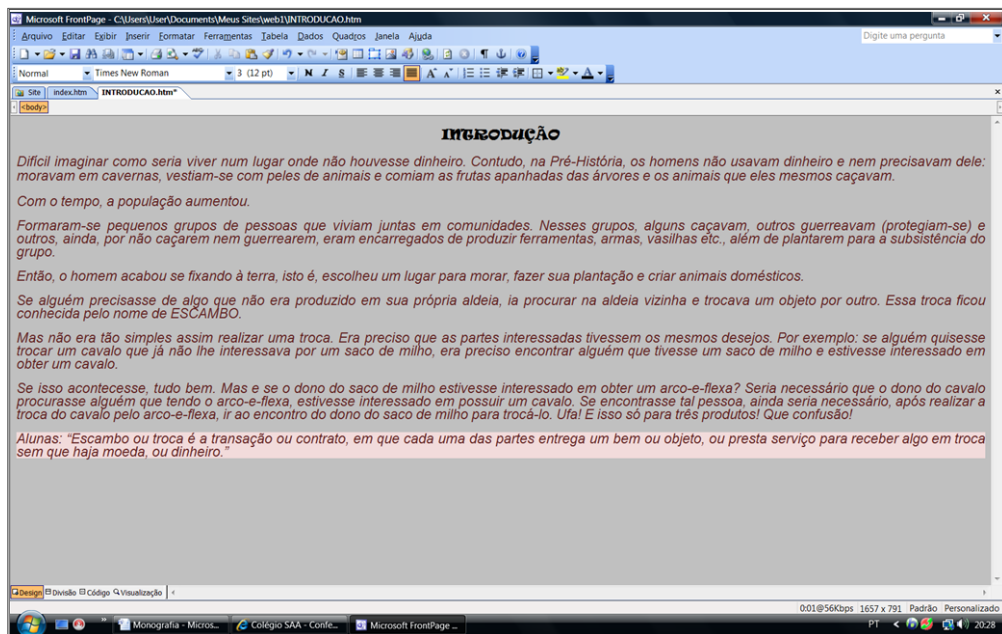 Microsoft FrontPage - C:\Users\User\Documents\Meus Sites\web1\INTRODUCAO.htm
Arquivo Editar Exibir Inserir Formatar Ferramentas Tabela Dados Quadros Janela Ajuda Digite uma pergunta
Normal Times New Roman 3 (12 pt) N I S
Site index.htm INTRODUCAO.htm*
<body>
INTRODUÇÃO
Difícil imaginar como seria viver num lugar onde não houvesse dinheiro. Contudo, na Pré-História, os homens não usavam dinheiro e nem precisavam dele:
moravam em cavernas, vestiam-se com peles de animais e comiam as frutas apanhadas das árvores e os animais que eles mesmos caçavam.
Com o tempo, a população aumentou.
Formaram-se pequenos grupos de pessoas que viviam juntas em comunidades. Nesses grupos, alguns caçavam, outros guerreavam (protegiam-se) e
outros, ainda, por não caçarem nem guerrearem, eram encarregados de produzir ferramentas, armas, vasilhas etc., além de plantarem para a subsistência do
grupo.
Então, o homem acabou se fixando à terra, isto é, escolheu um lugar para morar, fazer sua plantação e criar animais domésticos.
Se alguém precisasse de algo que não era produzido em sua própria aldeia, ia procurar na aldeia vizinha e trocava um objeto por outro. Essa troca ficou
conhecida pelo nome de ESCAMBO.
Mas não era tão simples assim realizar uma troca. Era preciso que as partes interessadas tivessem os mesmos desejos. Por exemplo: se alguém quisesse
trocar um cavalo que já não lhe interessava por um saco de milho, era preciso encontrar alguém que tivesse um saco de milho e estivesse interessado em
obter um cavalo.
Se isso acontecesse, tudo bem. Mas e se o dono do saco de milho estivesse interessado em obter um arco-e-flexa? Seria necessário que o dono do cavalo
procurasse alguém que tendo o arco-e-flexa, estivesse interessado em possuir um cavalo. Se encontrasse tal pessoa, ainda seria necessário, após realizar a
troca do cavalo pelo arco-e-flexa, ir ao encontro do dono do saco de milho para trocá-lo. Ufa! E isso só para três produtos! Que confusão!
Alunas: “Escambo ou troca é a transação ou contrato, em que cada uma das partes entrega um bem ou objeto, ou presta serviço para receber algo em troca
sem que haja moeda, ou dinheiro.”
Design Divisão Código Visualização
0:01@56Kbps 1657 x 791 Padrão Personalizado
Monografia - Micros... Colégio SAA - Confe... Microsoft FrontPage ... PT 20:28